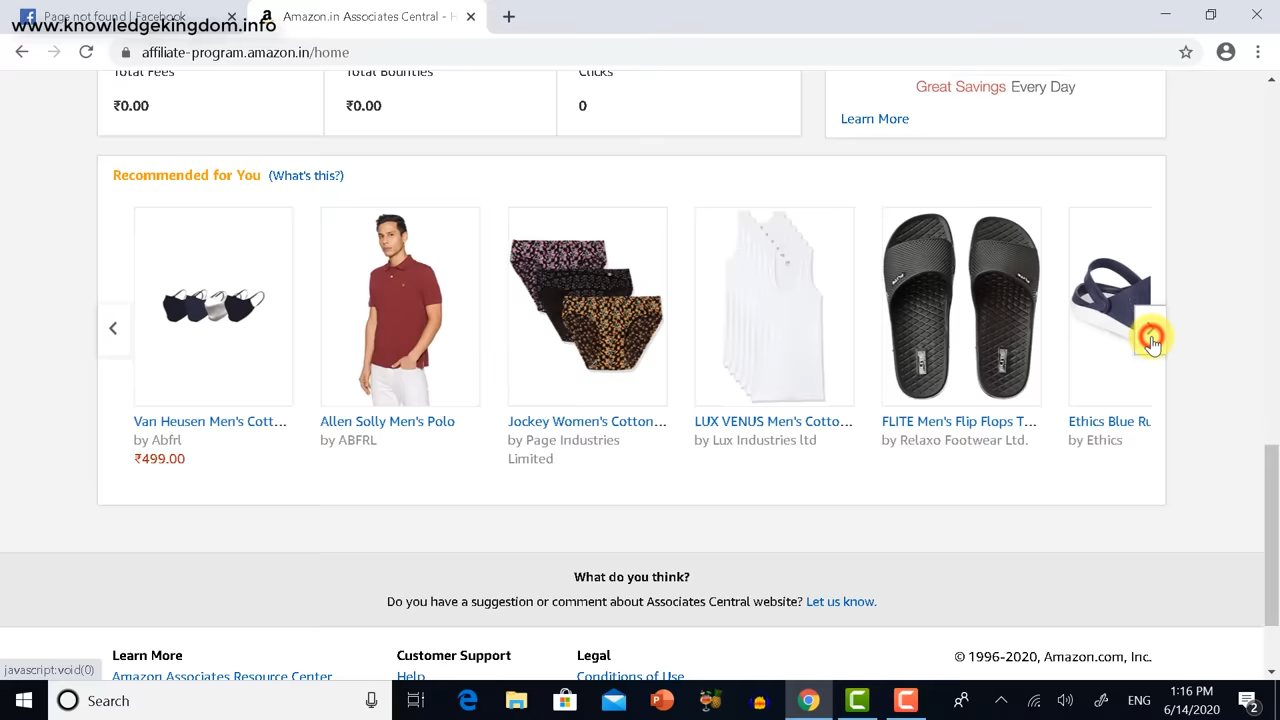 Page not found | Facebook
Amazon.in Associates Central - H
www.knowledgekingdom.info
affiliate-program.amazon.in/home
Total Fees
Total Bounties
Clicks
₹0.00
₹0.00
0
Great Savings Every Day
Learn More
Recommended for You (What's this?)
Van Heusen Men's Cott...
by Abfrl
₹499.00
Allen Solly Men's Polo
by ABFRL
Jockey Women's Cotton...
by Page Industries
Limited
LUX VENUS Men's Cotto...
by Lux Industries ltd
FLITE Men's Flip Flops T...
by Relaxo Footwear Ltd.
Ethics Blue Ru
by Ethics
What do you think?
Do you have a suggestion or comment about Associates Central website? Let us know.
Learn More
Customer Support
Legal
© 1996-2020, Amazon.com, Inc.
javascript:void(0)
Amazon Associates Resource Center
Help
Conditions of Use
Search
ENG
1:16 PM
6/14/2020
2